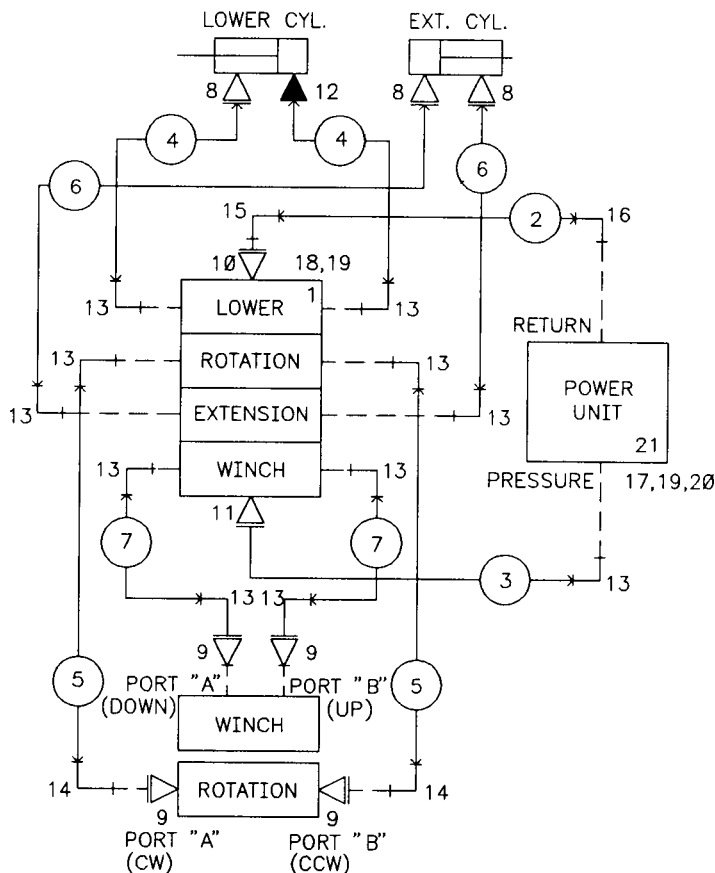 LOWER CYL.
EXT. CYL.
8
12
8
8
4
4
6
6
15
2
16
10
18,19
1
13
LOWER
13
RETURN
13
ROTATION
13
POWER
UNIT
21
13
EXTENSION
13
13
WINCH
13
PRESSURE
17,19,20
11
7
7
3
13
13
13
9
9
PORT "A"
(DOWN)
PORT "B"
(UP)
5
5
WINCH
14
ROTATION
14
9
9
PORT "A"
(CW)
PORT "B"
(CCW)